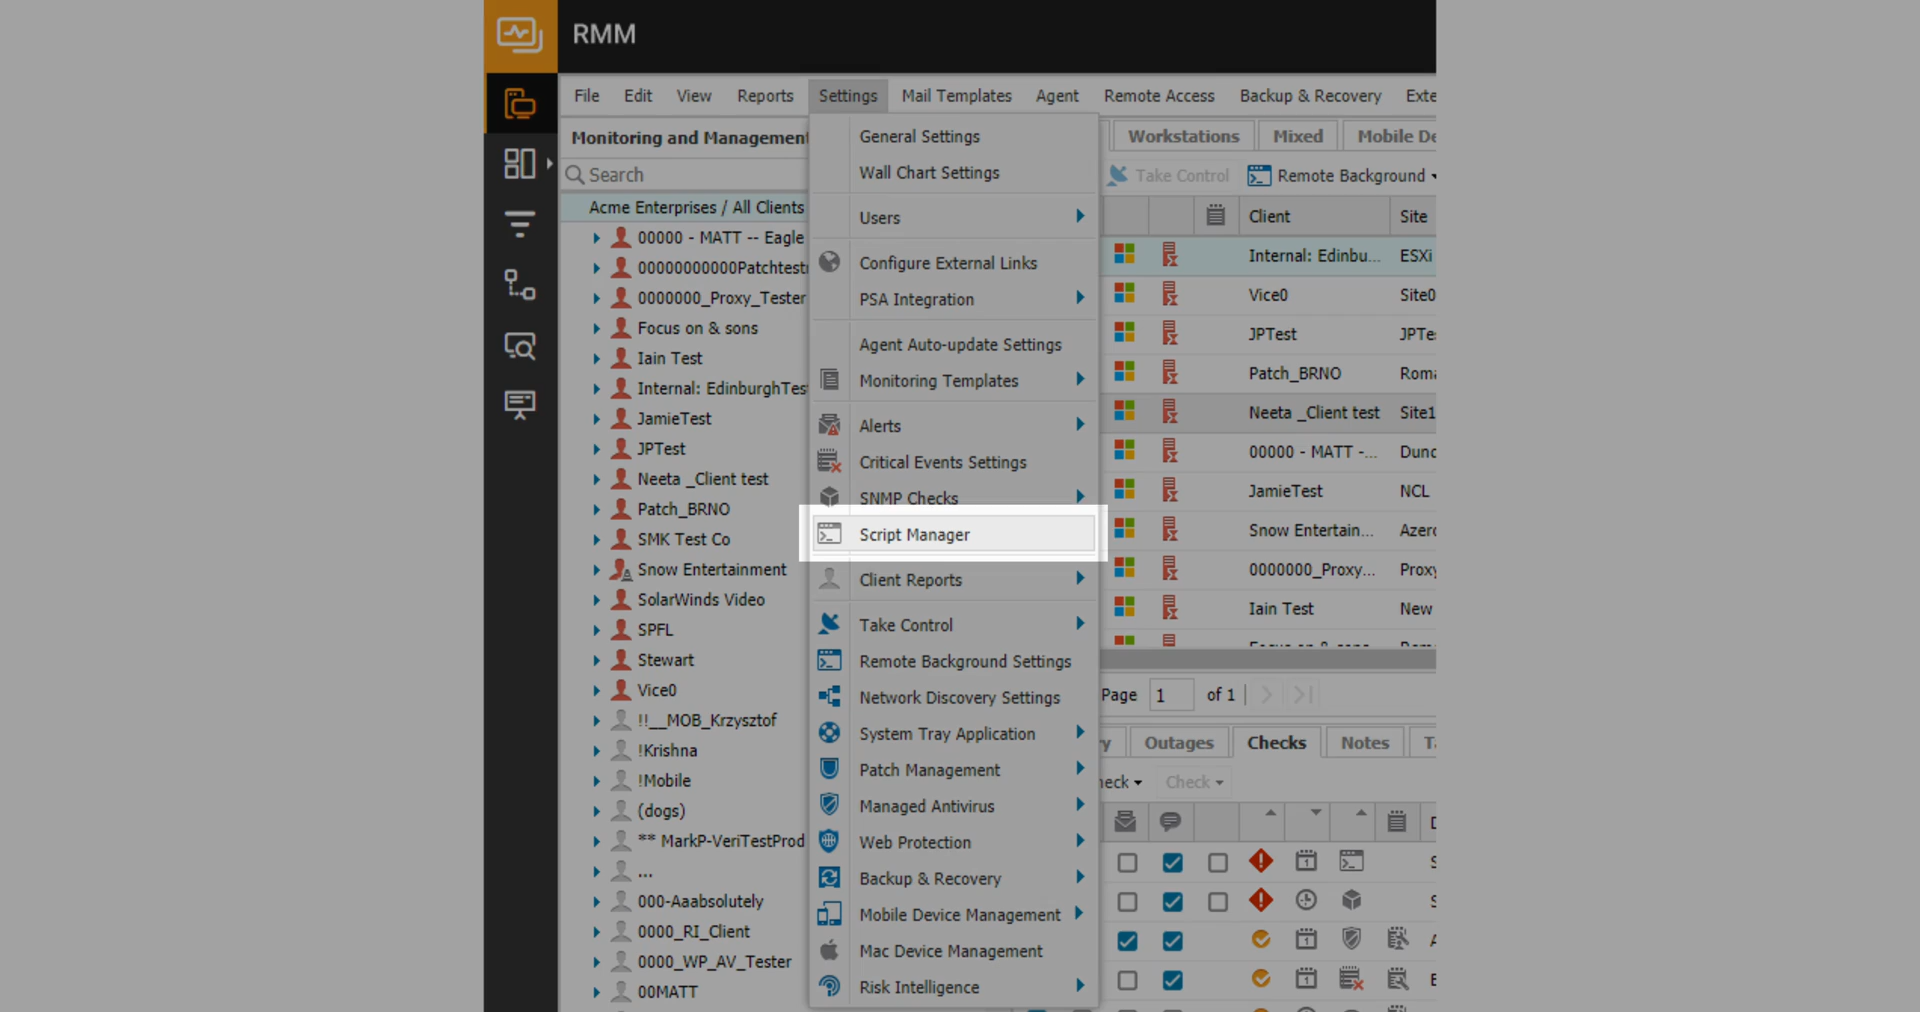 RMM
File Edit View Reports Settings Mail Templates Agent Remote Access Backup & Recovery
Monitoring and Management
Search
Acme Enterprises / All Clients
00000 - MATT -- Eagle
00000000000Patchtest
0000000_Proxy_Tester
Focus on & sons
Iain Test
Internal: EdinburghTes
JamieTest
JPTest
Neeta _Client test
Patch_BRNO
SMK Test Co
Snow Entertainment
SolarWinds Video
SPFL
Stewart
Vice0
!!__MOB_Krzysztof
!Krishna
!Mobile
(dogs)
** MarkP-VeriTestProd
...
000-Aaabsolutely
0000_RI_Client
0000_WP_AV_Tester
00MATT
General Settings
Wall Chart Settings
Users
Configure External Links
PSA Integration
Agent Auto-update Settings
Monitoring Templates
Alerts
Critical Events Settings
SNMP Checks
Script Manager
Client Reports
Take Control
Remote Background Settings
Network Discovery Settings
System Tray Application
Patch Management
Managed Antivirus
Web Protection
Backup & Recovery
Mobile Device Management
Mac Device Management
Risk Intelligence
Workstations Mixed Mobile De
Take Control Remote Background
Client Site
Internal: Edinbu... ESXi
Vice0 Site0
JPTest JPTe
Patch_BRNO Roma
Neeta _Client test Site1
00000 - MATT -... Dund
JamieTest NCL
Snow Entertain... Azero
0000000_Proxy... Proxy
Iain Test New
Page 1 of 1
Outages Checks Notes
heck Check